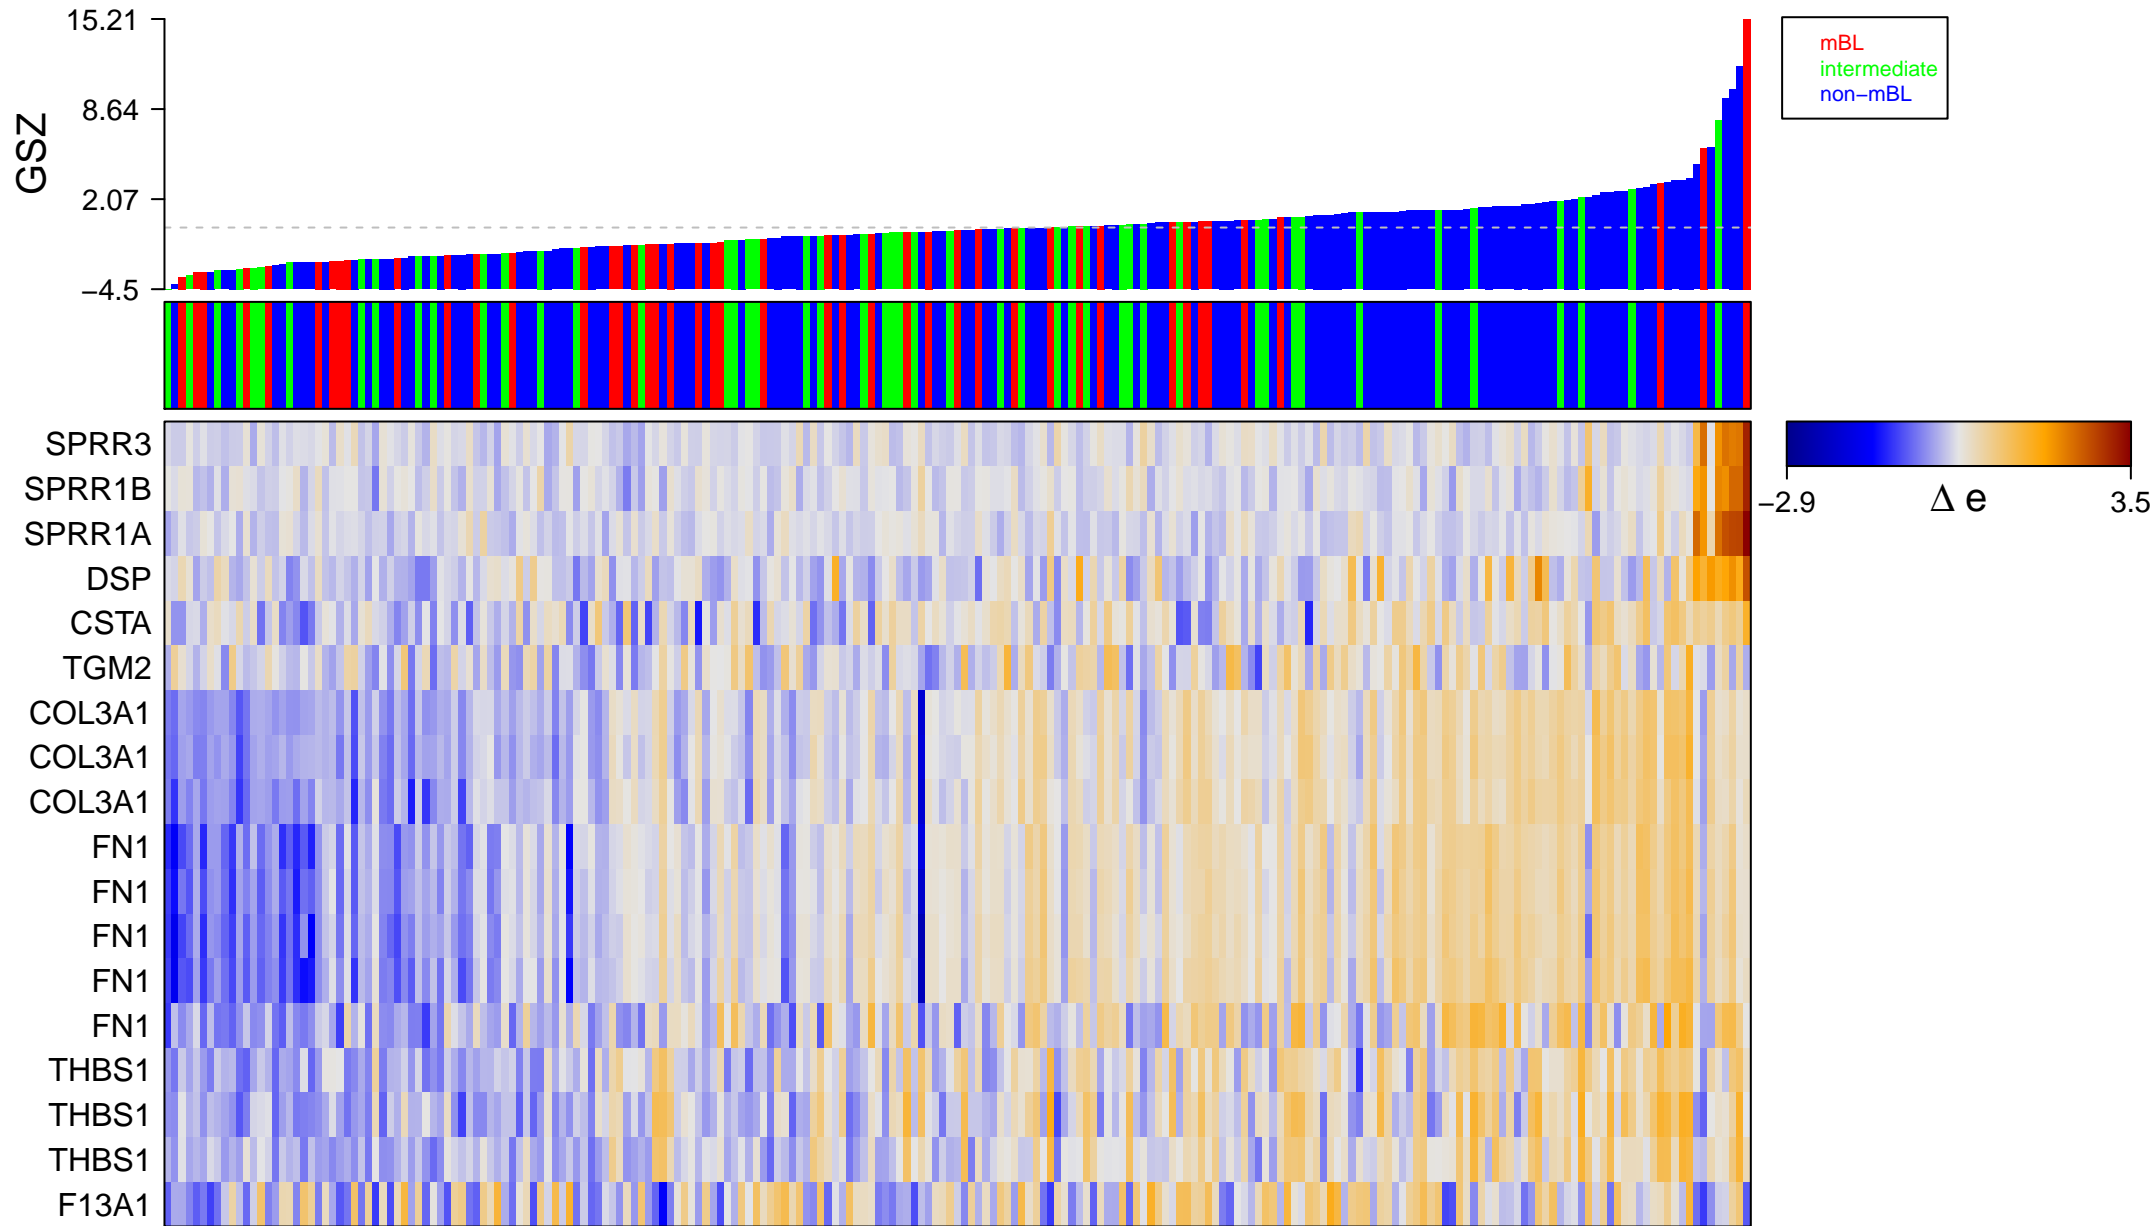 15.21
8.64
2.07
−4.5
GSZ
mBL
intermediate
non−mBL
SPRR3
SPRR1B
SPRR1A
DSP
CSTA
TGM2
COL3A1
COL3A1
COL3A1
FN1
FN1
FN1
FN1
FN1
THBS1
THBS1
THBS1
F13A1
−2.9
Δ e
3.5